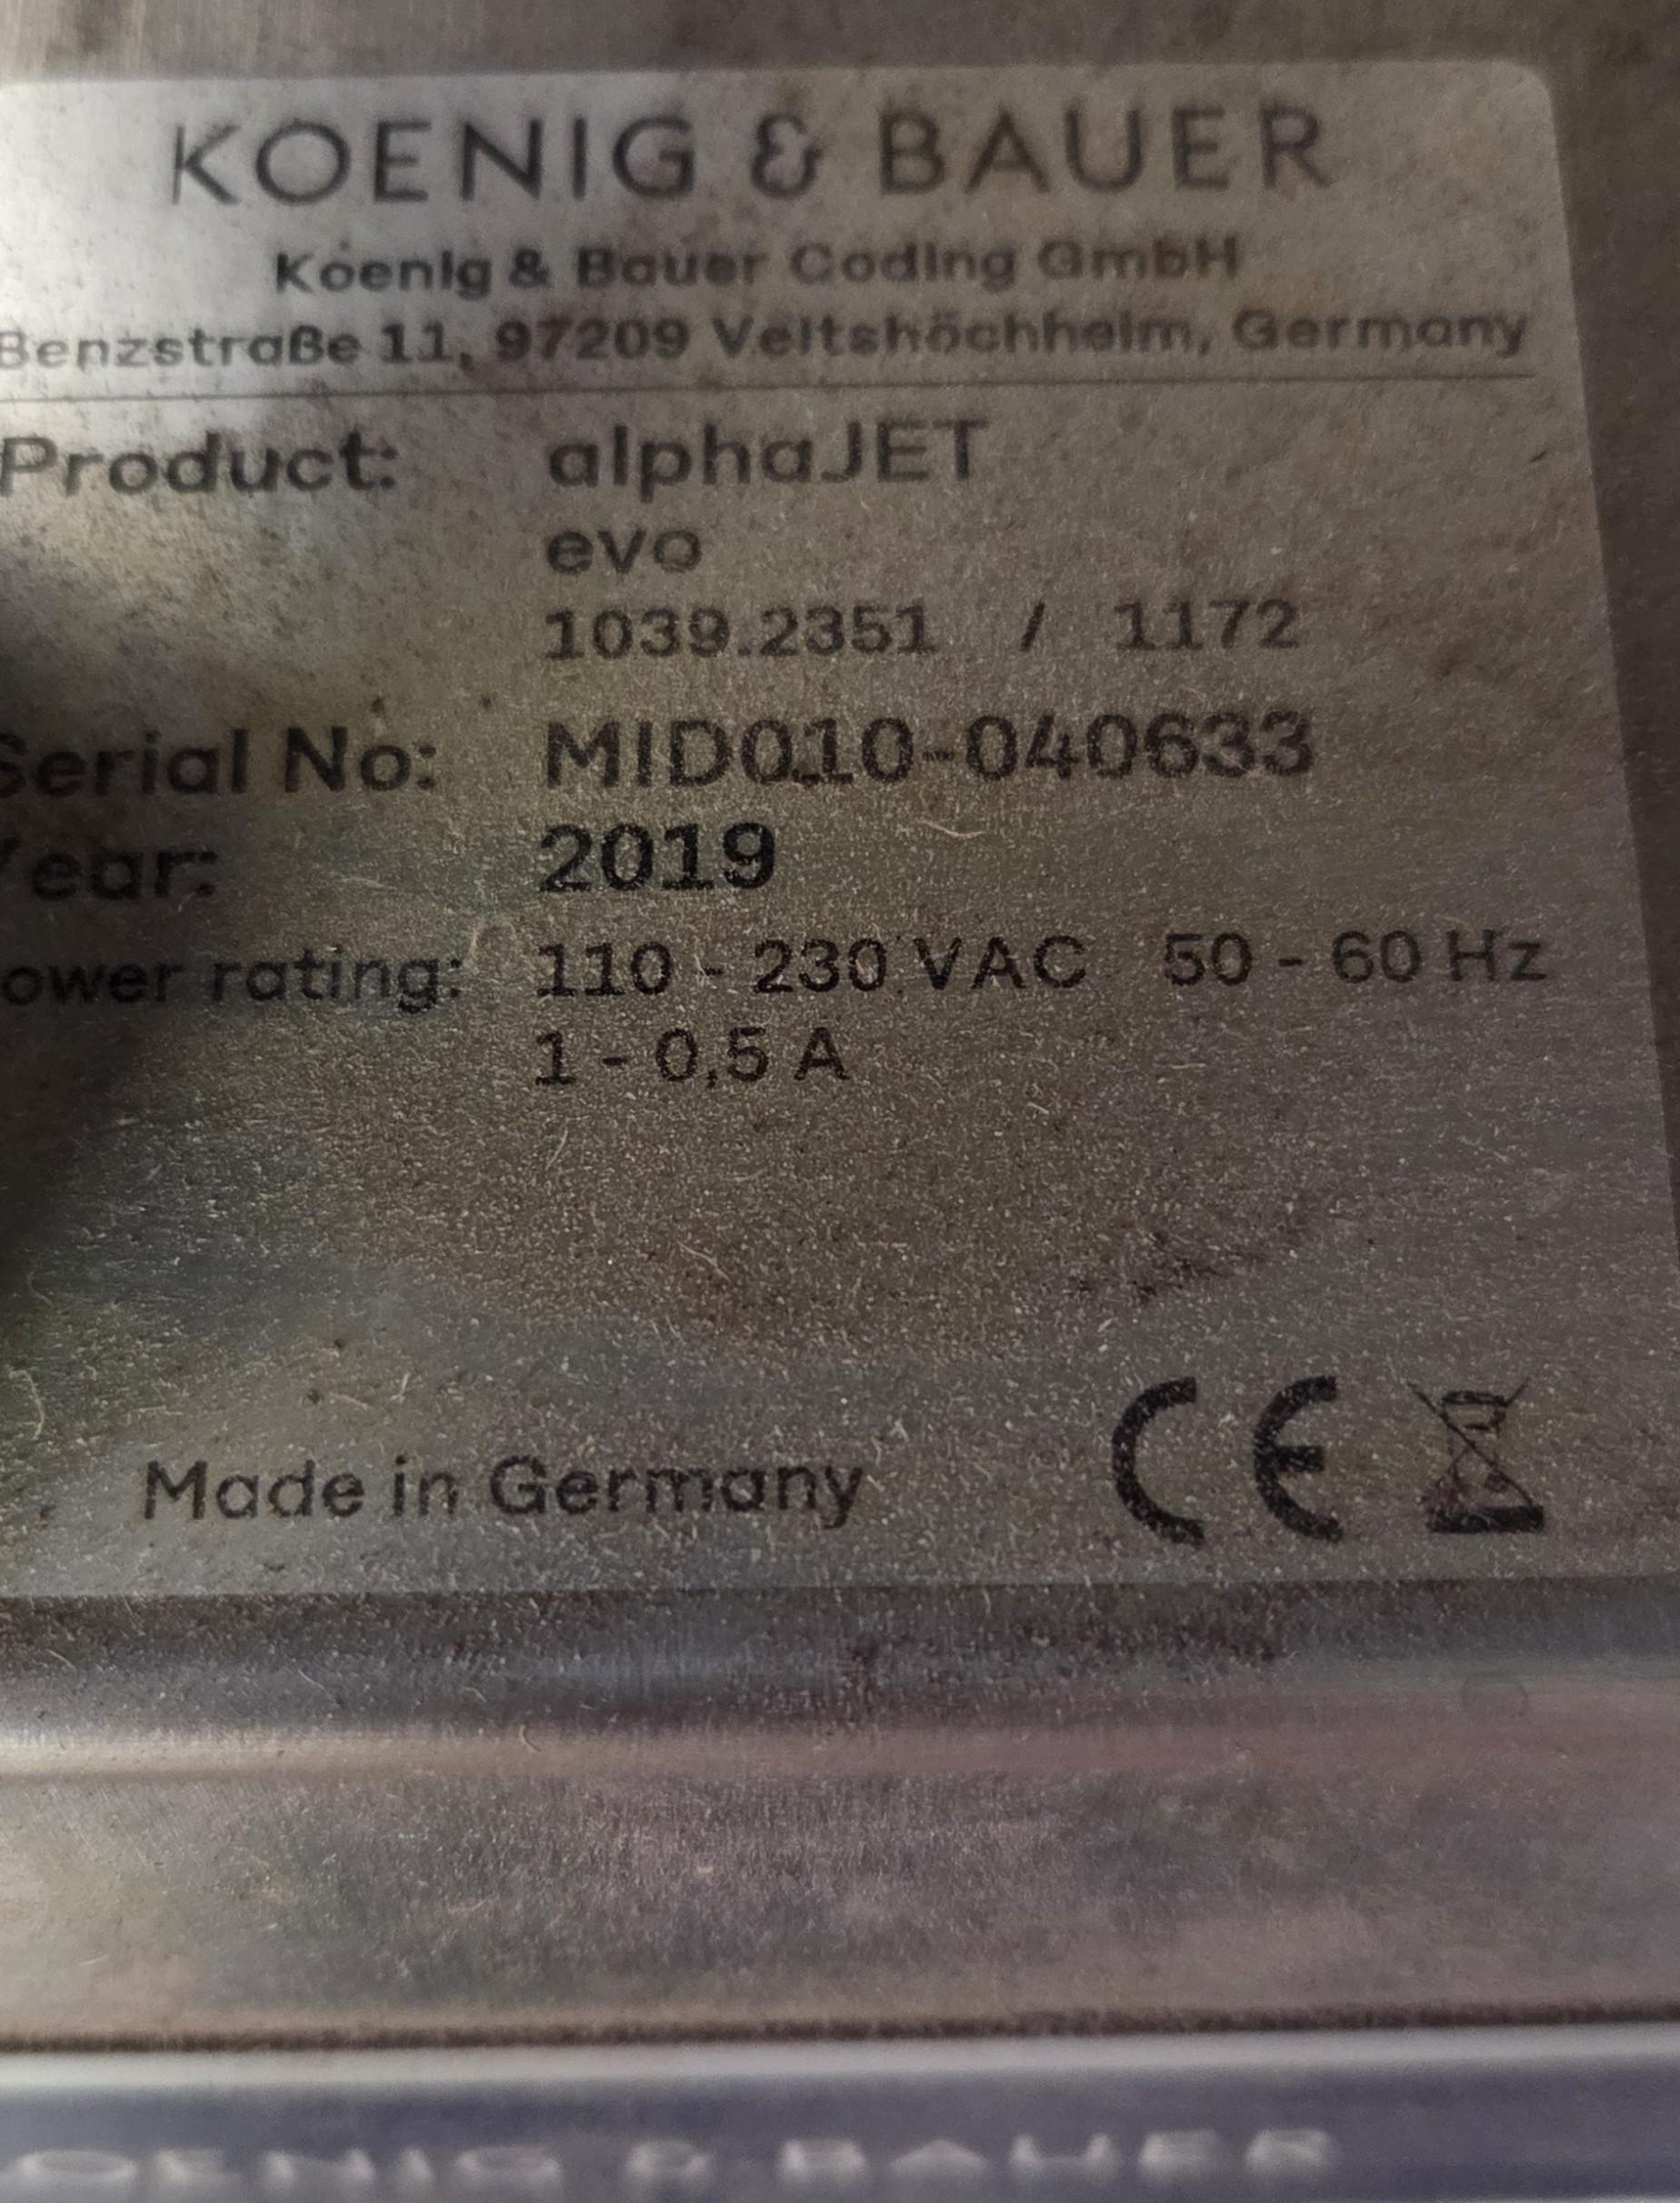 KOENIG & BAUER
Koenig & Bauer Coding GmbH
Benzstraße 11, 97209 Veitshöchheim, Germany
Product: alphaJET
evo
1039.2351 / 1172
Serial No: MID010-040633
Year: 2019
ower rating: 110 - 230 VAC 50 - 60 Hz
1 - 0,5 A
Made in Germany CE
OENIG & BAUER